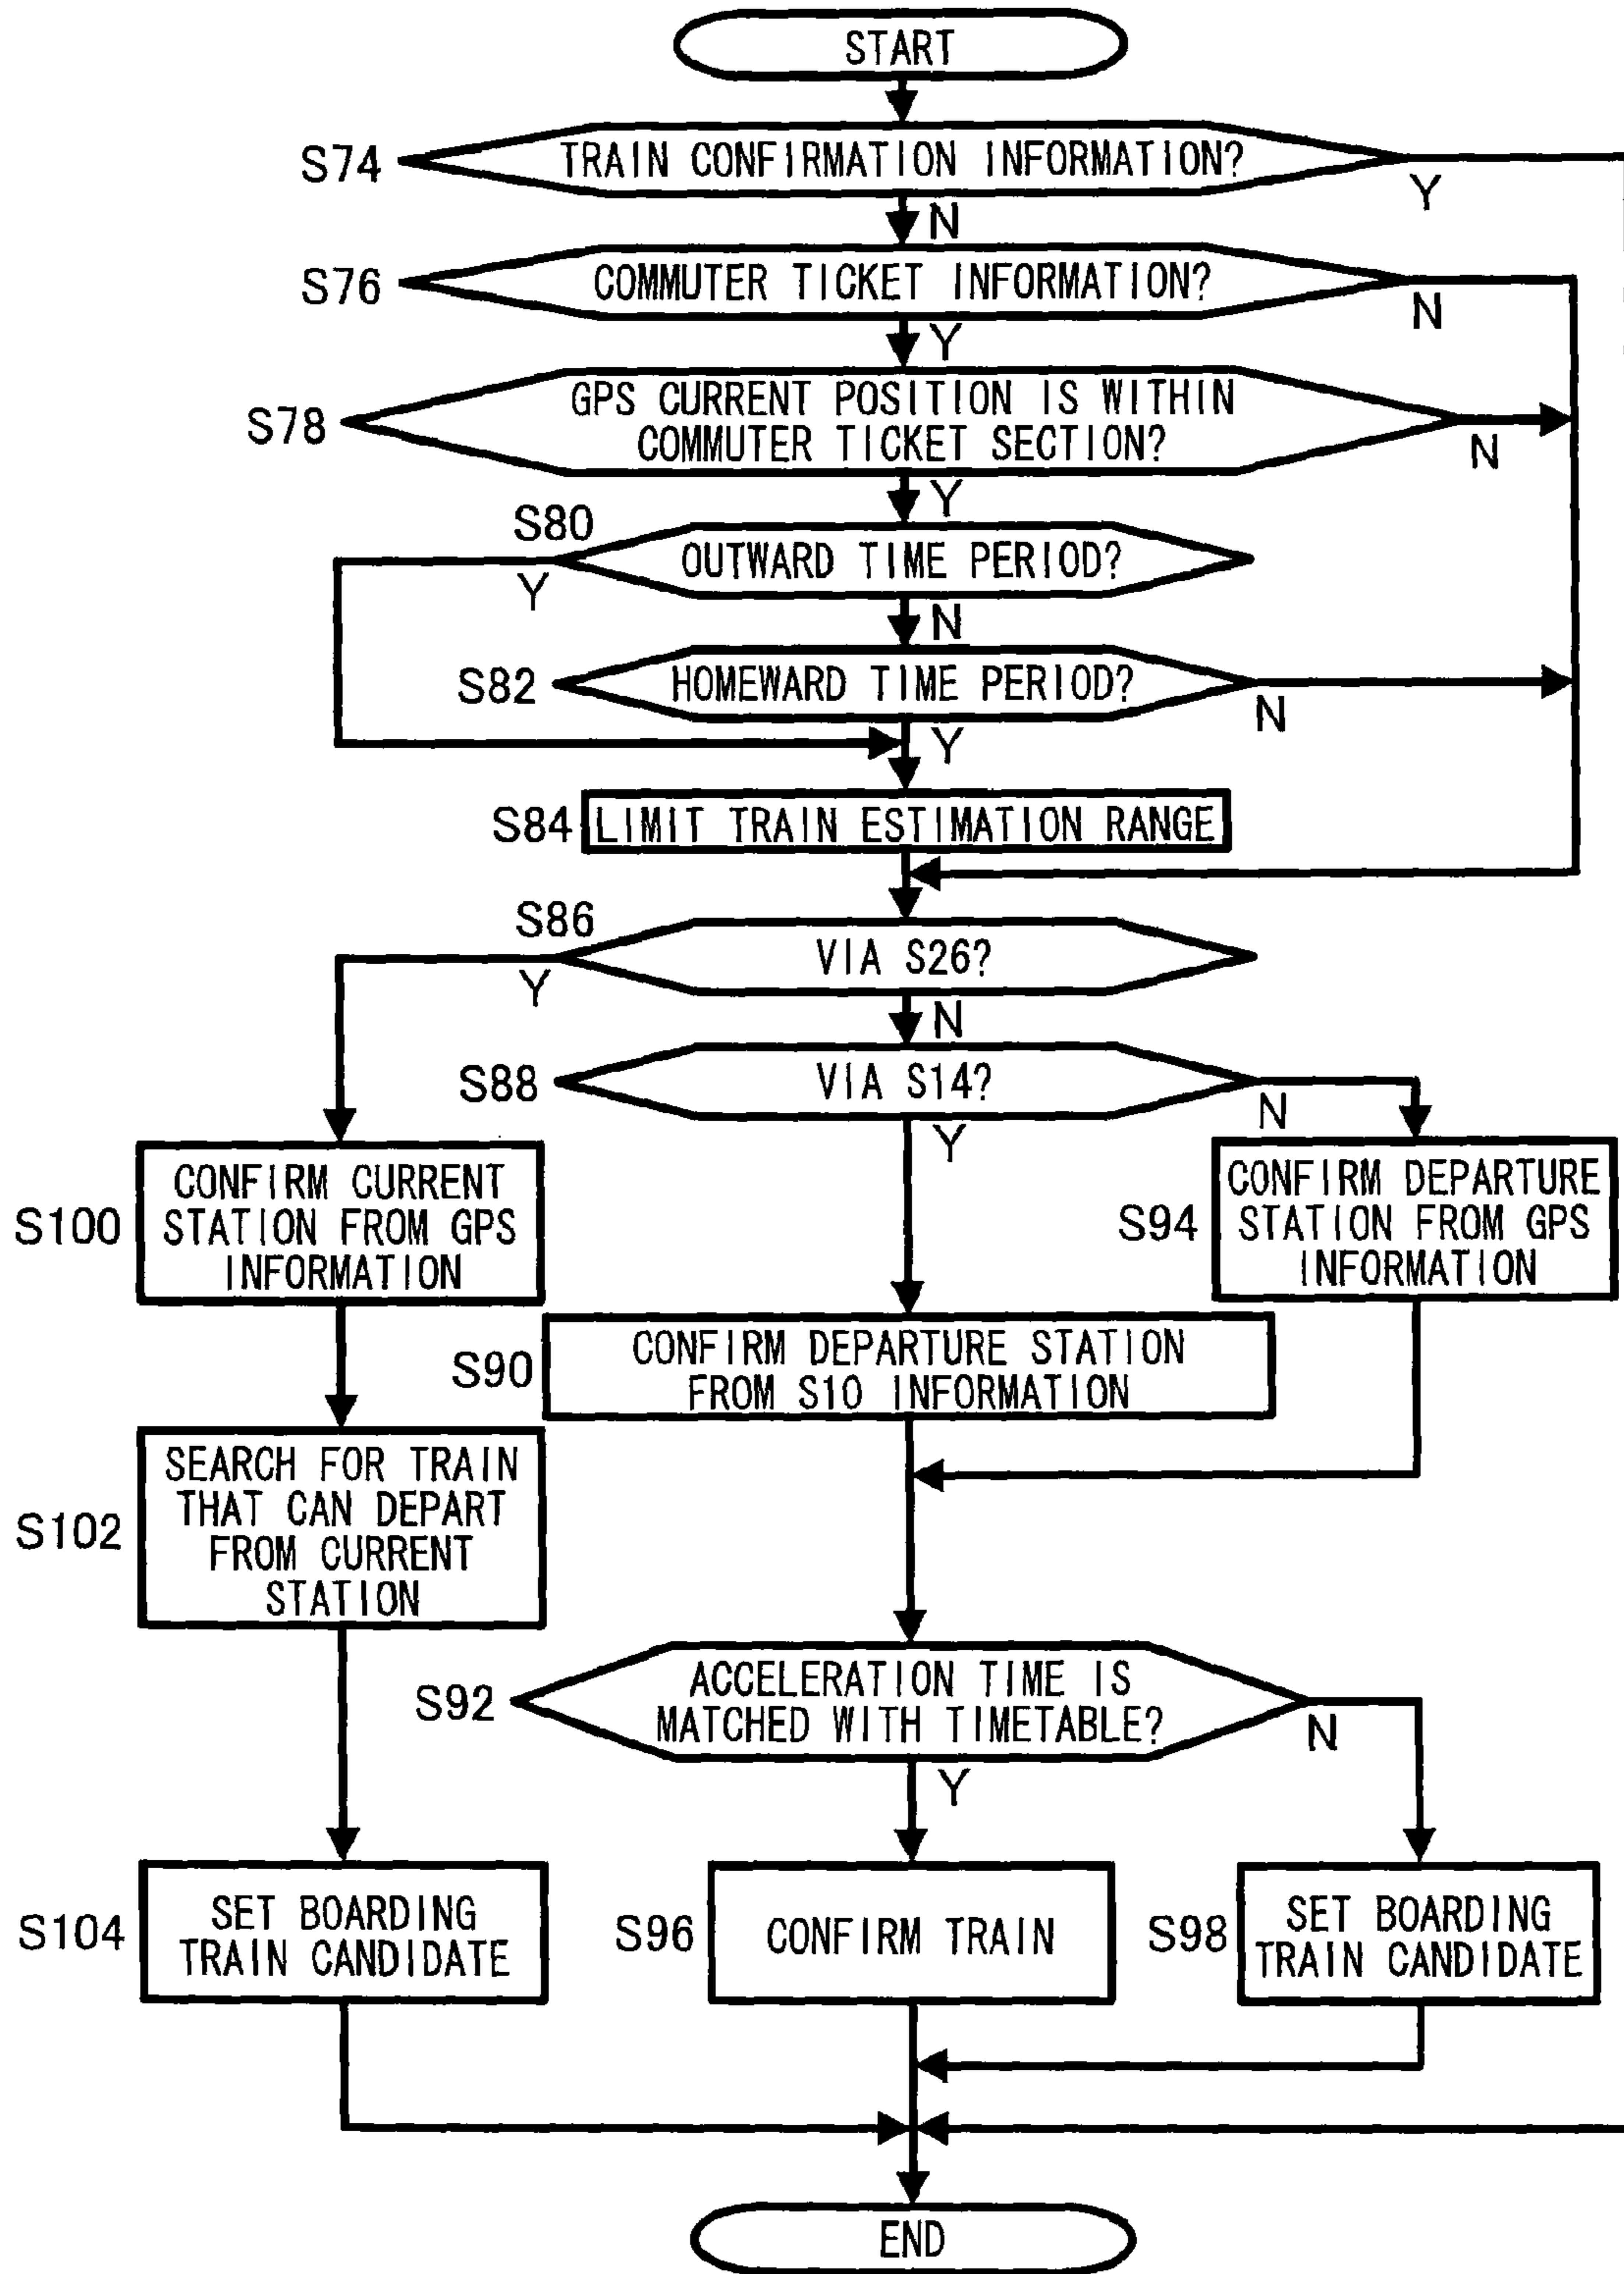 START
S74
TRAIN CONFIRMATION INFORMATION?
Y
N
S76
COMMUTER TICKET INFORMATION?
N
Y
S78
GPS CURRENT POSITION IS WITHIN
COMMUTER TICKET SECTION?
N
Y
S80
OUTWARD TIME PERIOD?
Y
N
S82
HOMEWARD TIME PERIOD?
N
Y
S84
LIMIT TRAIN ESTIMATION RANGE
S86
VIA S26?
Y
N
S88
VIA S14?
N
Y
S100
CONFIRM CURRENT
STATION FROM GPS
INFORMATION
S94
CONFIRM DEPARTURE
STATION FROM GPS
INFORMATION
S90
CONFIRM DEPARTURE STATION
FROM S10 INFORMATION
S102
SEARCH FOR TRAIN
THAT CAN DEPART
FROM CURRENT
STATION
S92
ACCELERATION TIME IS
MATCHED WITH TIMETABLE?
N
Y
S104
SET BOARDING
TRAIN CANDIDATE
S96
CONFIRM TRAIN
S98
SET BOARDING
TRAIN CANDIDATE
END